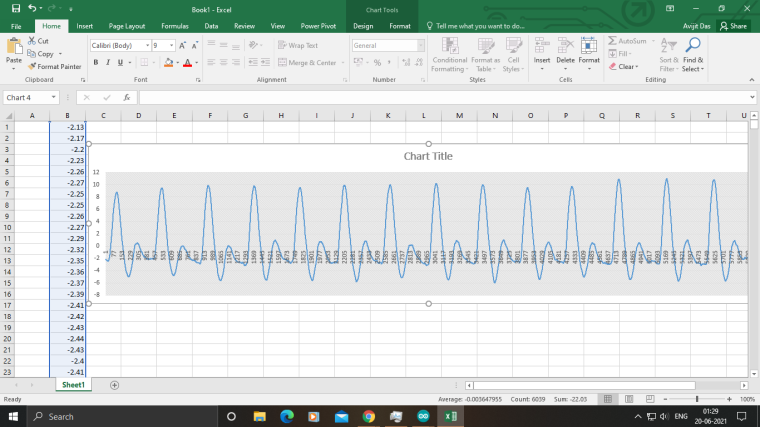 Book1 - Excel
Chart Tools
File Home Insert Page Layout Formulas Data Review View Power Pivot Design Format Tell me what you want to do... Avijit Das Share
Cut
Copy
Format Painter
Paste
Clipboard
Calibri (Body) 9
B I U
Font
Wrap Text
Merge & Center
Alignment
General
Number
Conditional Formatting
Format as Table
Cell Styles
Styles
Insert Delete Format
Cells
AutoSum
Fill
Clear
Sort & Filter
Find & Select
Editing
Chart 4
fx
A B C D E F G H I J K L M N O P Q R S T U
1 -2.13
2 -2.17
3 -2.2
4 -2.23
5 -2.26
6 -2.27
7 -2.25
8 -2.25
9 -2.26
10 -2.27
11 -2.29
12 -2.32
13 -2.35
14 -2.37
15 -2.39
16 -2.4
17 -2.41
18 -2.42
19 -2.43
20 -2.44
21 -2.43
22 -2.4
23 -2.41
Chart Title
12
10
8
6
4
2
0
-2
-4
-6
-8
Sheet1
Ready
Average: -0.003647955 Count: 6039 Sum: -22.03
100%
Search
ENG
01:29
20-06-2021